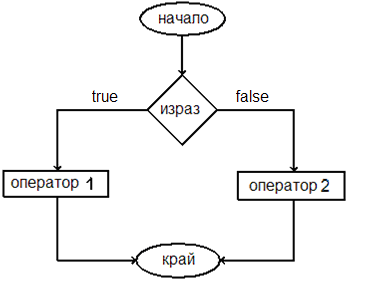 начало
true
false
израз
оператор 1
оператор 2
край